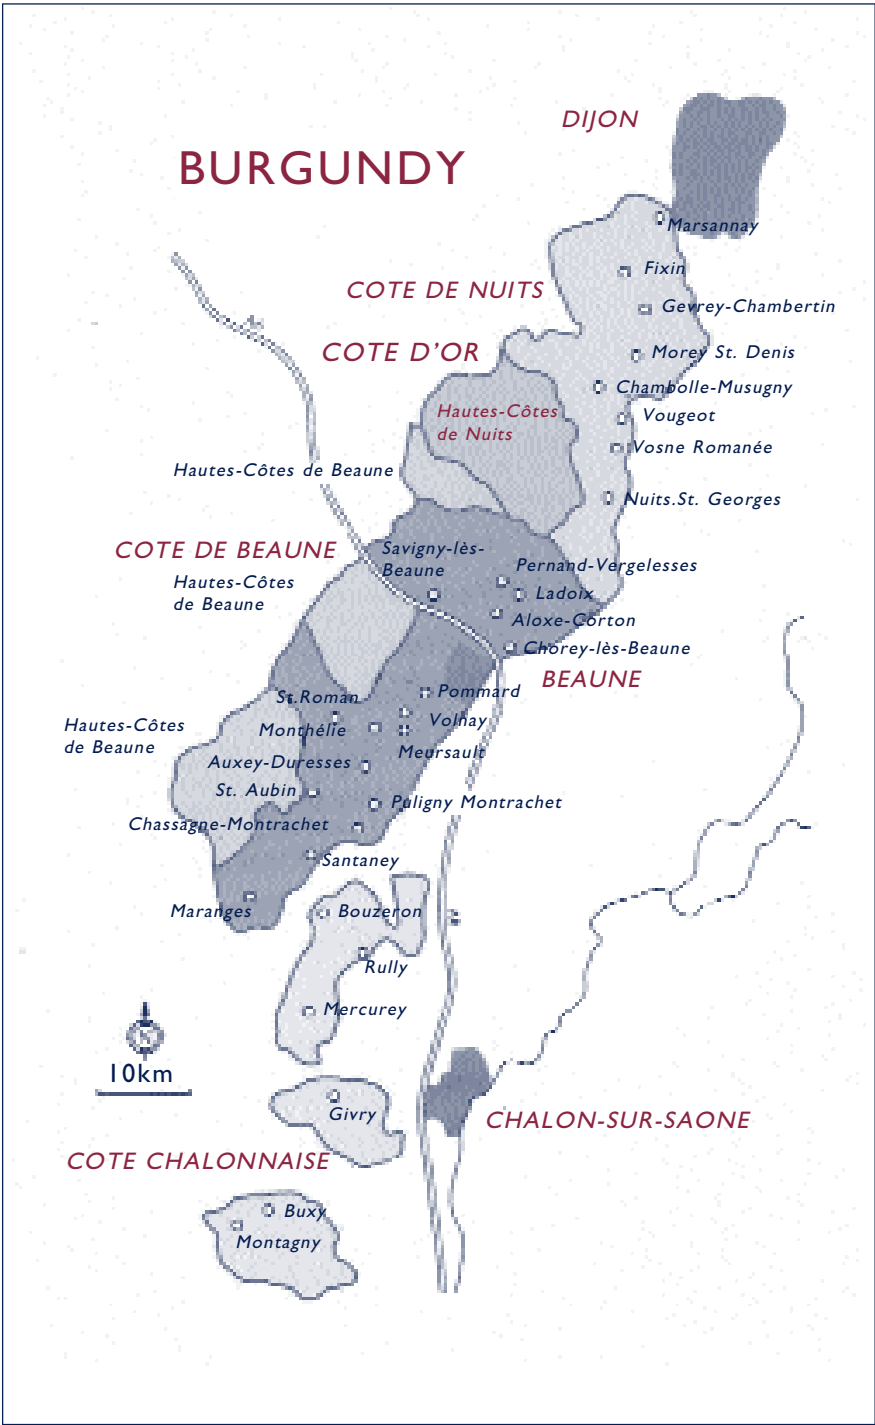 DIJON
BURGUNDY
Marsannay
Fixin
COTE DE NUITS
Gevrey-Chambertin
COTE D'OR
Morey St. Denis
Chambolle-Musugny
Hautes-Côtes
de Nuits
Vougeot
Vosne Romanée
Hautes-Côtes de Beaune
Nuits.St. Georges
COTE DE BEAUNE
Savigny-lès-
Beaune
Pernand-Vergelesses
Hautes-Côtes
de Beaune
Ladoix
Aloxe-Corton
Chorey-lès-Beaune
BEAUNE
St.Roman
Pommard
Hautes-Côtes
de Beaune
Monthélie
Volnay
Meursault
Auxey-Duresses
St. Aubin
Puligny Montrachet
Chassagne-Montrachet
Santaney
Maranges
Bouzeron
Rully
Mercurey
N
10km
Givry
CHALON-SUR-SAONE
COTE CHALONNAISE
Buxy
Montagny